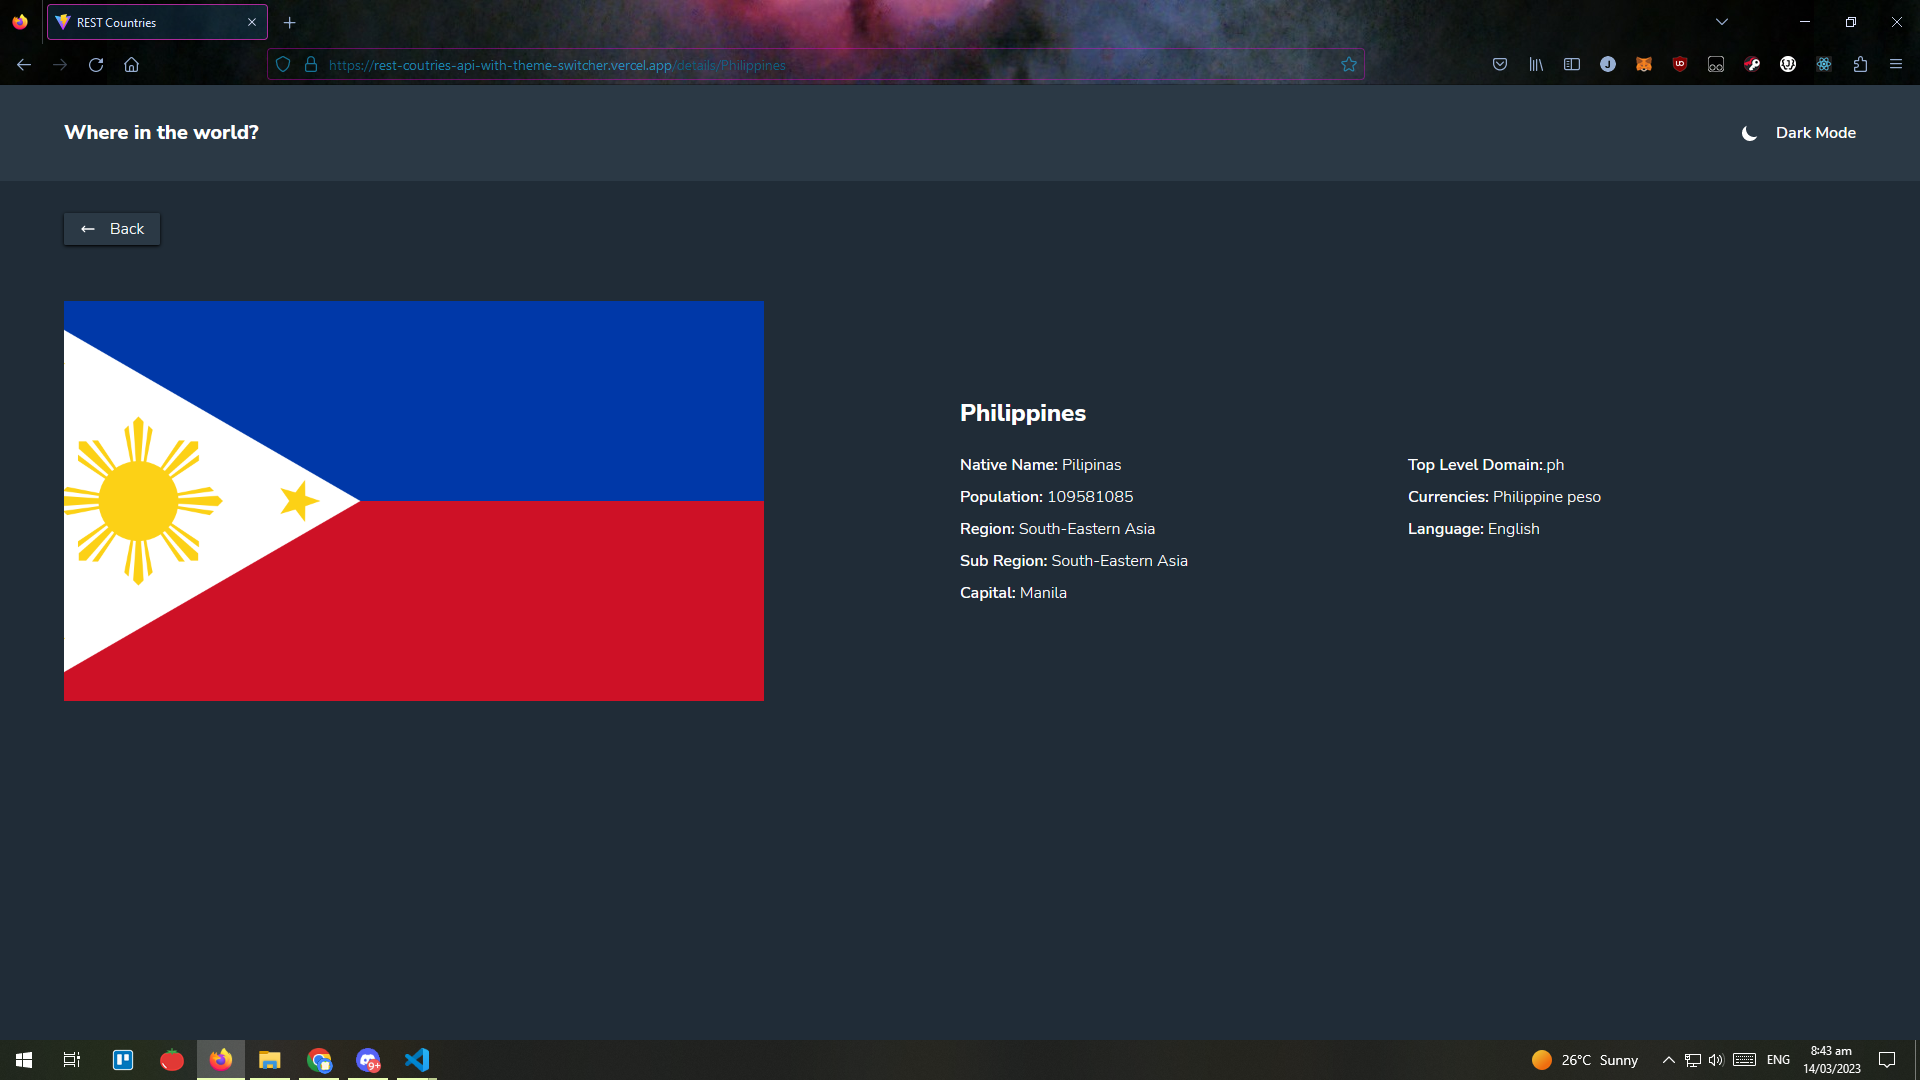 REST Countries
https://rest-coutries-api-with-theme-switcher.vercel.app/details/Philippines
Where in the world?
Dark Mode
Back
Philippines
Native Name: Pilipinas
Population: 109581085
Region: South-Eastern Asia
Sub Region: South-Eastern Asia
Capital: Manila
Top Level Domain:.ph
Currencies: Philippine peso
Language: English
26°C Sunny
ENG
8:43 am
14/03/2023
9+